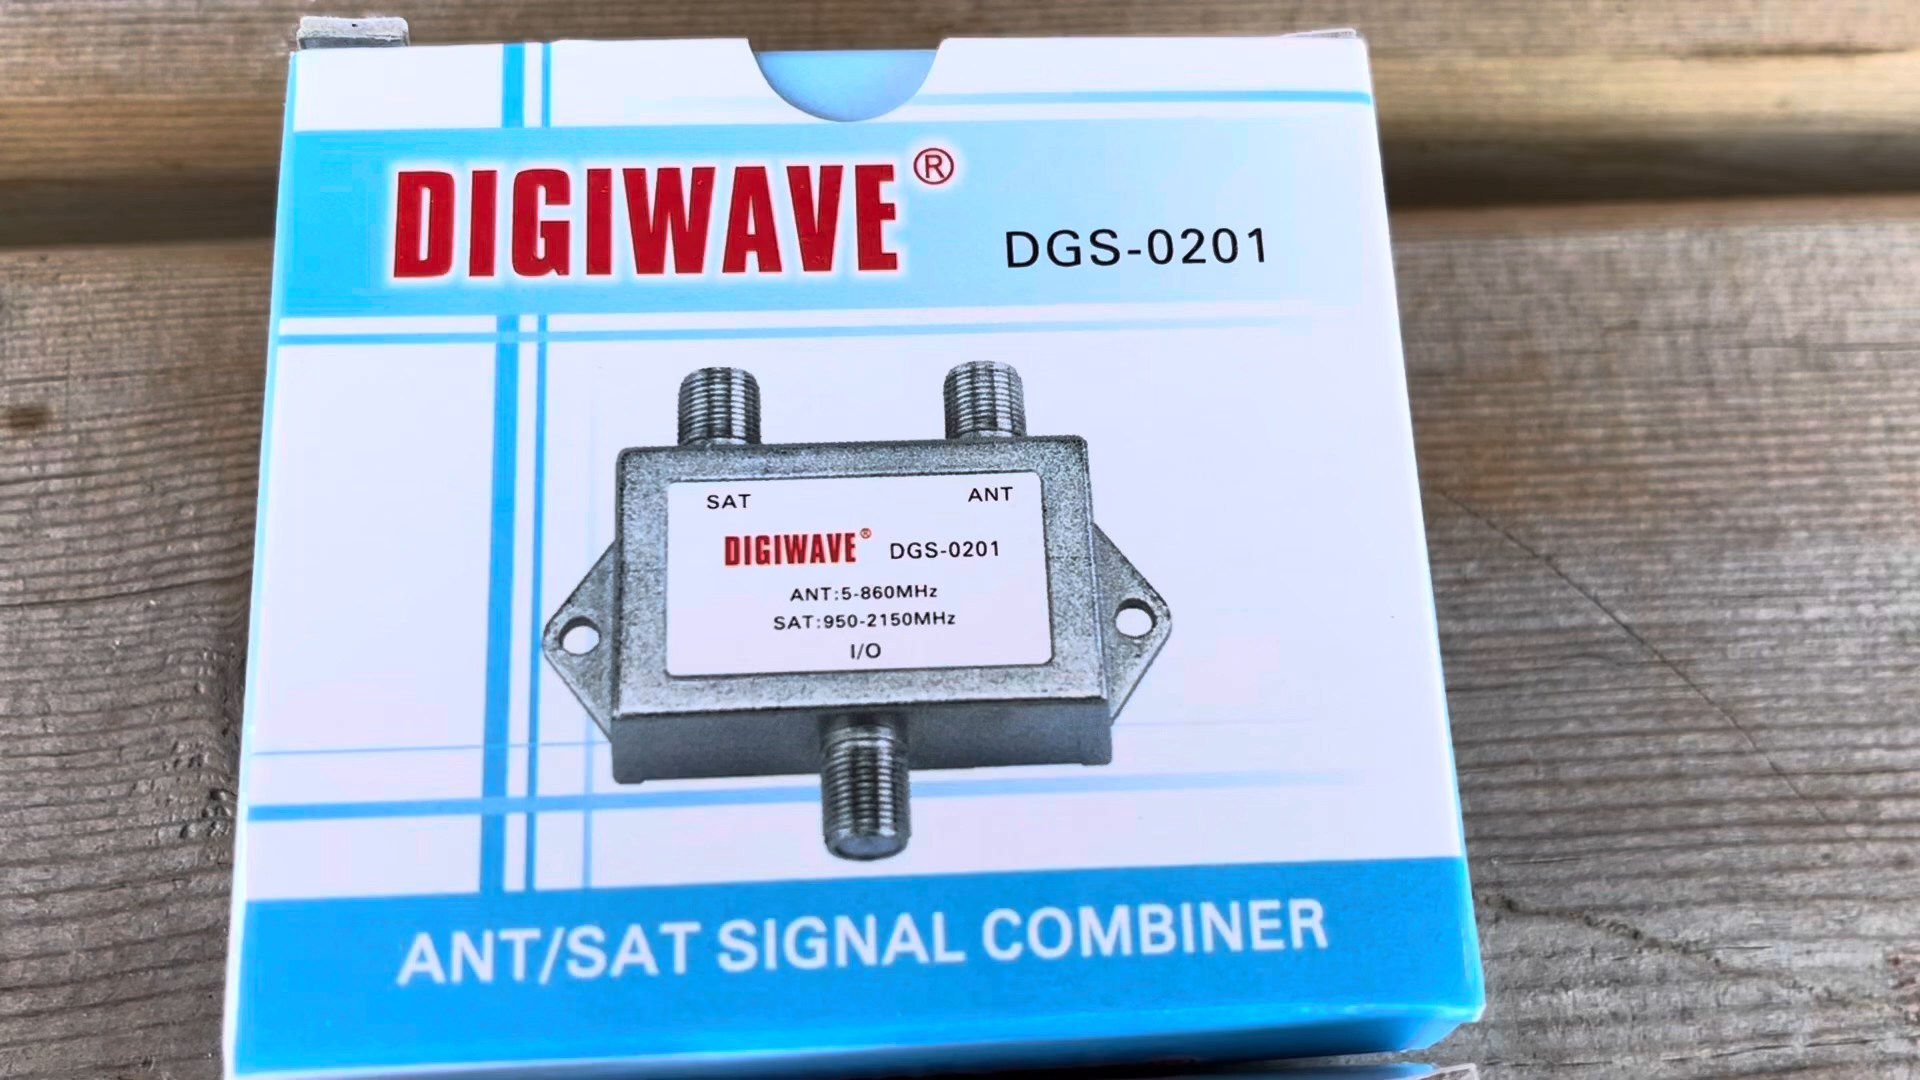 DIGIWAVE®
DGS-0201
SAT ANT
DIGIWAVE® DGS-0201
ANT:5-860MHz
SAT:950-2150MHz
I/O
ANT/SAT SIGNAL COMBINER